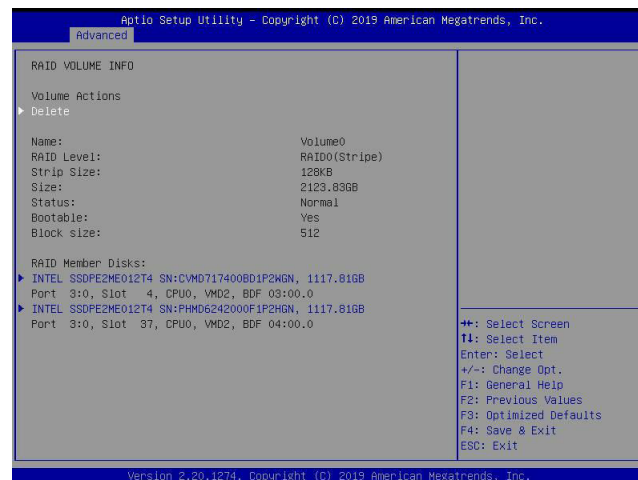 Aptio Setup Utility – Copyright (C) 2019 American Megatrends, Inc.
Advanced
RAID VOLUME INFO
Volume Actions
Delete
Name: Volume0
RAID Level: RAID0(Stripe)
Strip Size: 128KB
Size: 2123.83GB
Status: Normal
Bootable: Yes
Block size: 512
RAID Member Disks:
INTEL SSDPE2ME012T4 SN:CVMD717400BD1P2WGN, 1117.81GB
Port 3:0, Slot 4, CPU0, VMD2, BDF 03:00.0
INTEL SSDPE2ME012T4 SN:PHMD6242000F1P2HGN, 1117.81GB
Port 3:0, Slot 37, CPU0, VMD2, BDF 04:00.0
→←: Select Screen
↑↓: Select Item
Enter: Select
+/-: Change Opt.
F1: General Help
F2: Previous Values
F3: Optimized Defaults
F4: Save & Exit
ESC: Exit
Version 2.20.1274. Copyright (C) 2019 American Megatrends, Inc.